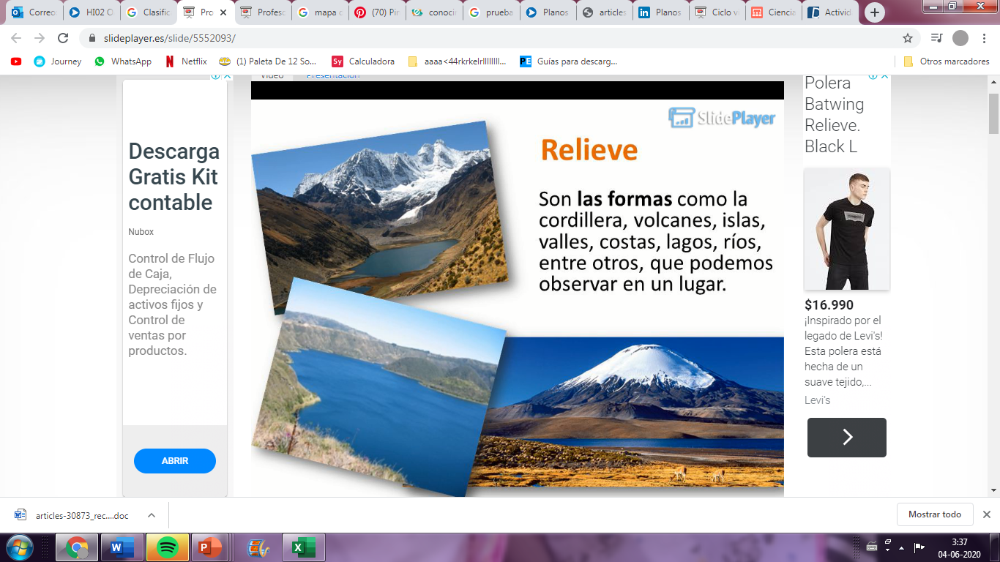 Correo
HI02 O
Clasific
Pro
Profeso
mapa c
(70) Pin
conocin
prueba
Planos
articles
Planos
Ciclo vi
Ciencia
Activid
slideplayer.es/slide/5552093/
Journey
WhatsApp
Netflix
(1) Paleta De 12 So...
Calculadora
aaaa<44rkrkelrlllllllll...
Guías para descarg...
Otros marcadores
Video
Presentación
Descarga
Gratis Kit
contable
Nubox
Control de Flujo
de Caja,
Depreciación de
activos fijos y
Control de
ventas por
productos.
ABRIR
SlidePlayer
Relieve
Son las formas como la
cordillera, volcanes, islas,
valles, costas, lagos, ríos,
entre otros, que podemos
observar en un lugar.
Polera
Batwing
Relieve.
Black L
$16.990
¡Inspirado por el
legado de Levi's!
Esta polera está
hecha de un
suave tejido,...
Levi's
articles-30873_rec....doc
Mostrar todo
3:37
04-06-2020